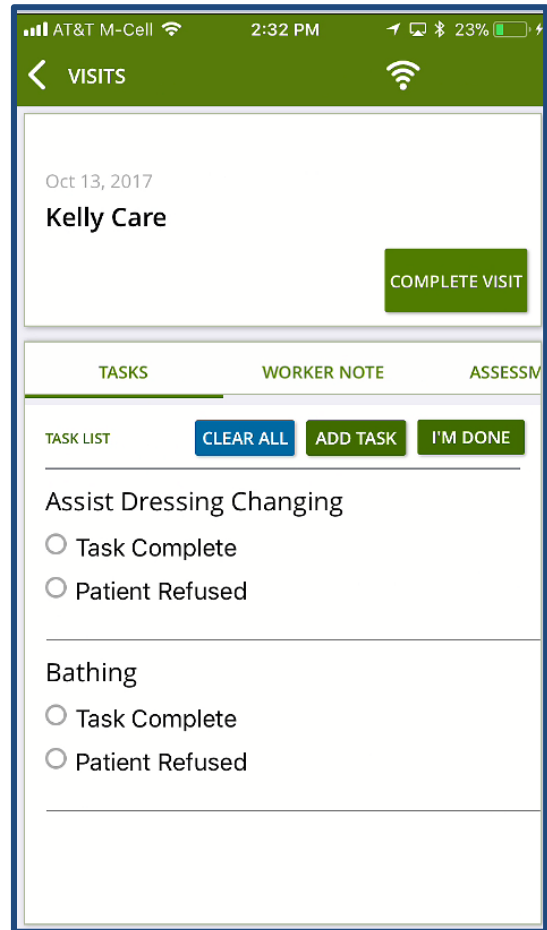 AT&T M-Cell 2:32 PM 23%
VISITS
Oct 13, 2017
Kelly Care
COMPLETE VISIT
TASKS WORKER NOTE ASSESSM
TASK LIST CLEAR ALL ADD TASK I'M DONE
Assist Dressing Changing
Task Complete
Patient Refused
Bathing
Task Complete
Patient Refused